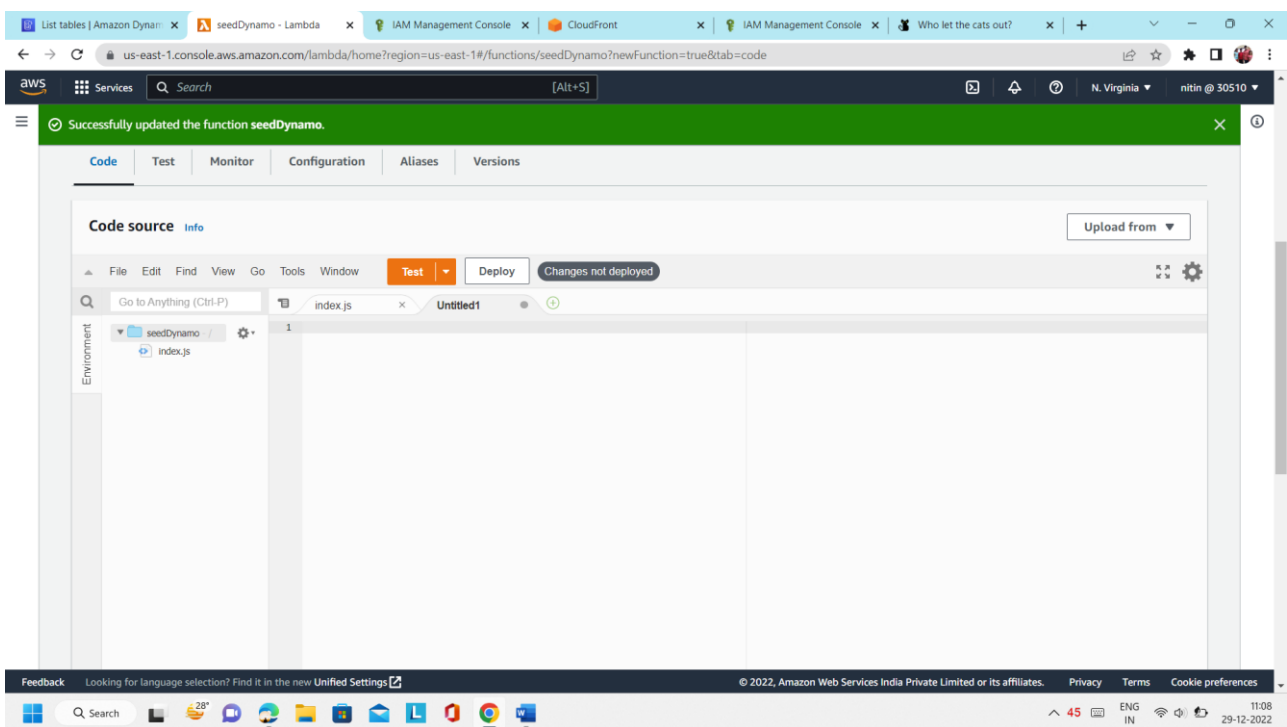 List tables | Amazon Dynam
seedDynamo - Lambda
IAM Management Console
CloudFront
IAM Management Console
Who let the cats out?
us-east-1.console.aws.amazon.com/lambda/home?region=us-east-1#/functions/seedDynamo?newFunction=true&tab=code
aws Services Search [Alt+S] N. Virginia ▼ nitin @ 30510 ▼
Successfully updated the function seedDynamo.
Code Test Monitor Configuration Aliases Versions
Code source Info Upload from ▼
File Edit Find View Go Tools Window Test Deploy Changes not deployed
Go to Anything (Ctrl-P) index.js Untitled1
Environment
seedDynamo - / 1
index.js
Feedback Looking for language selection? Find it in the new Unified Settings © 2022, Amazon Web Services India Private Limited or its affiliates. Privacy Terms Cookie preferences
Search 28° L 45 ENG IN 11:08
29-12-2022